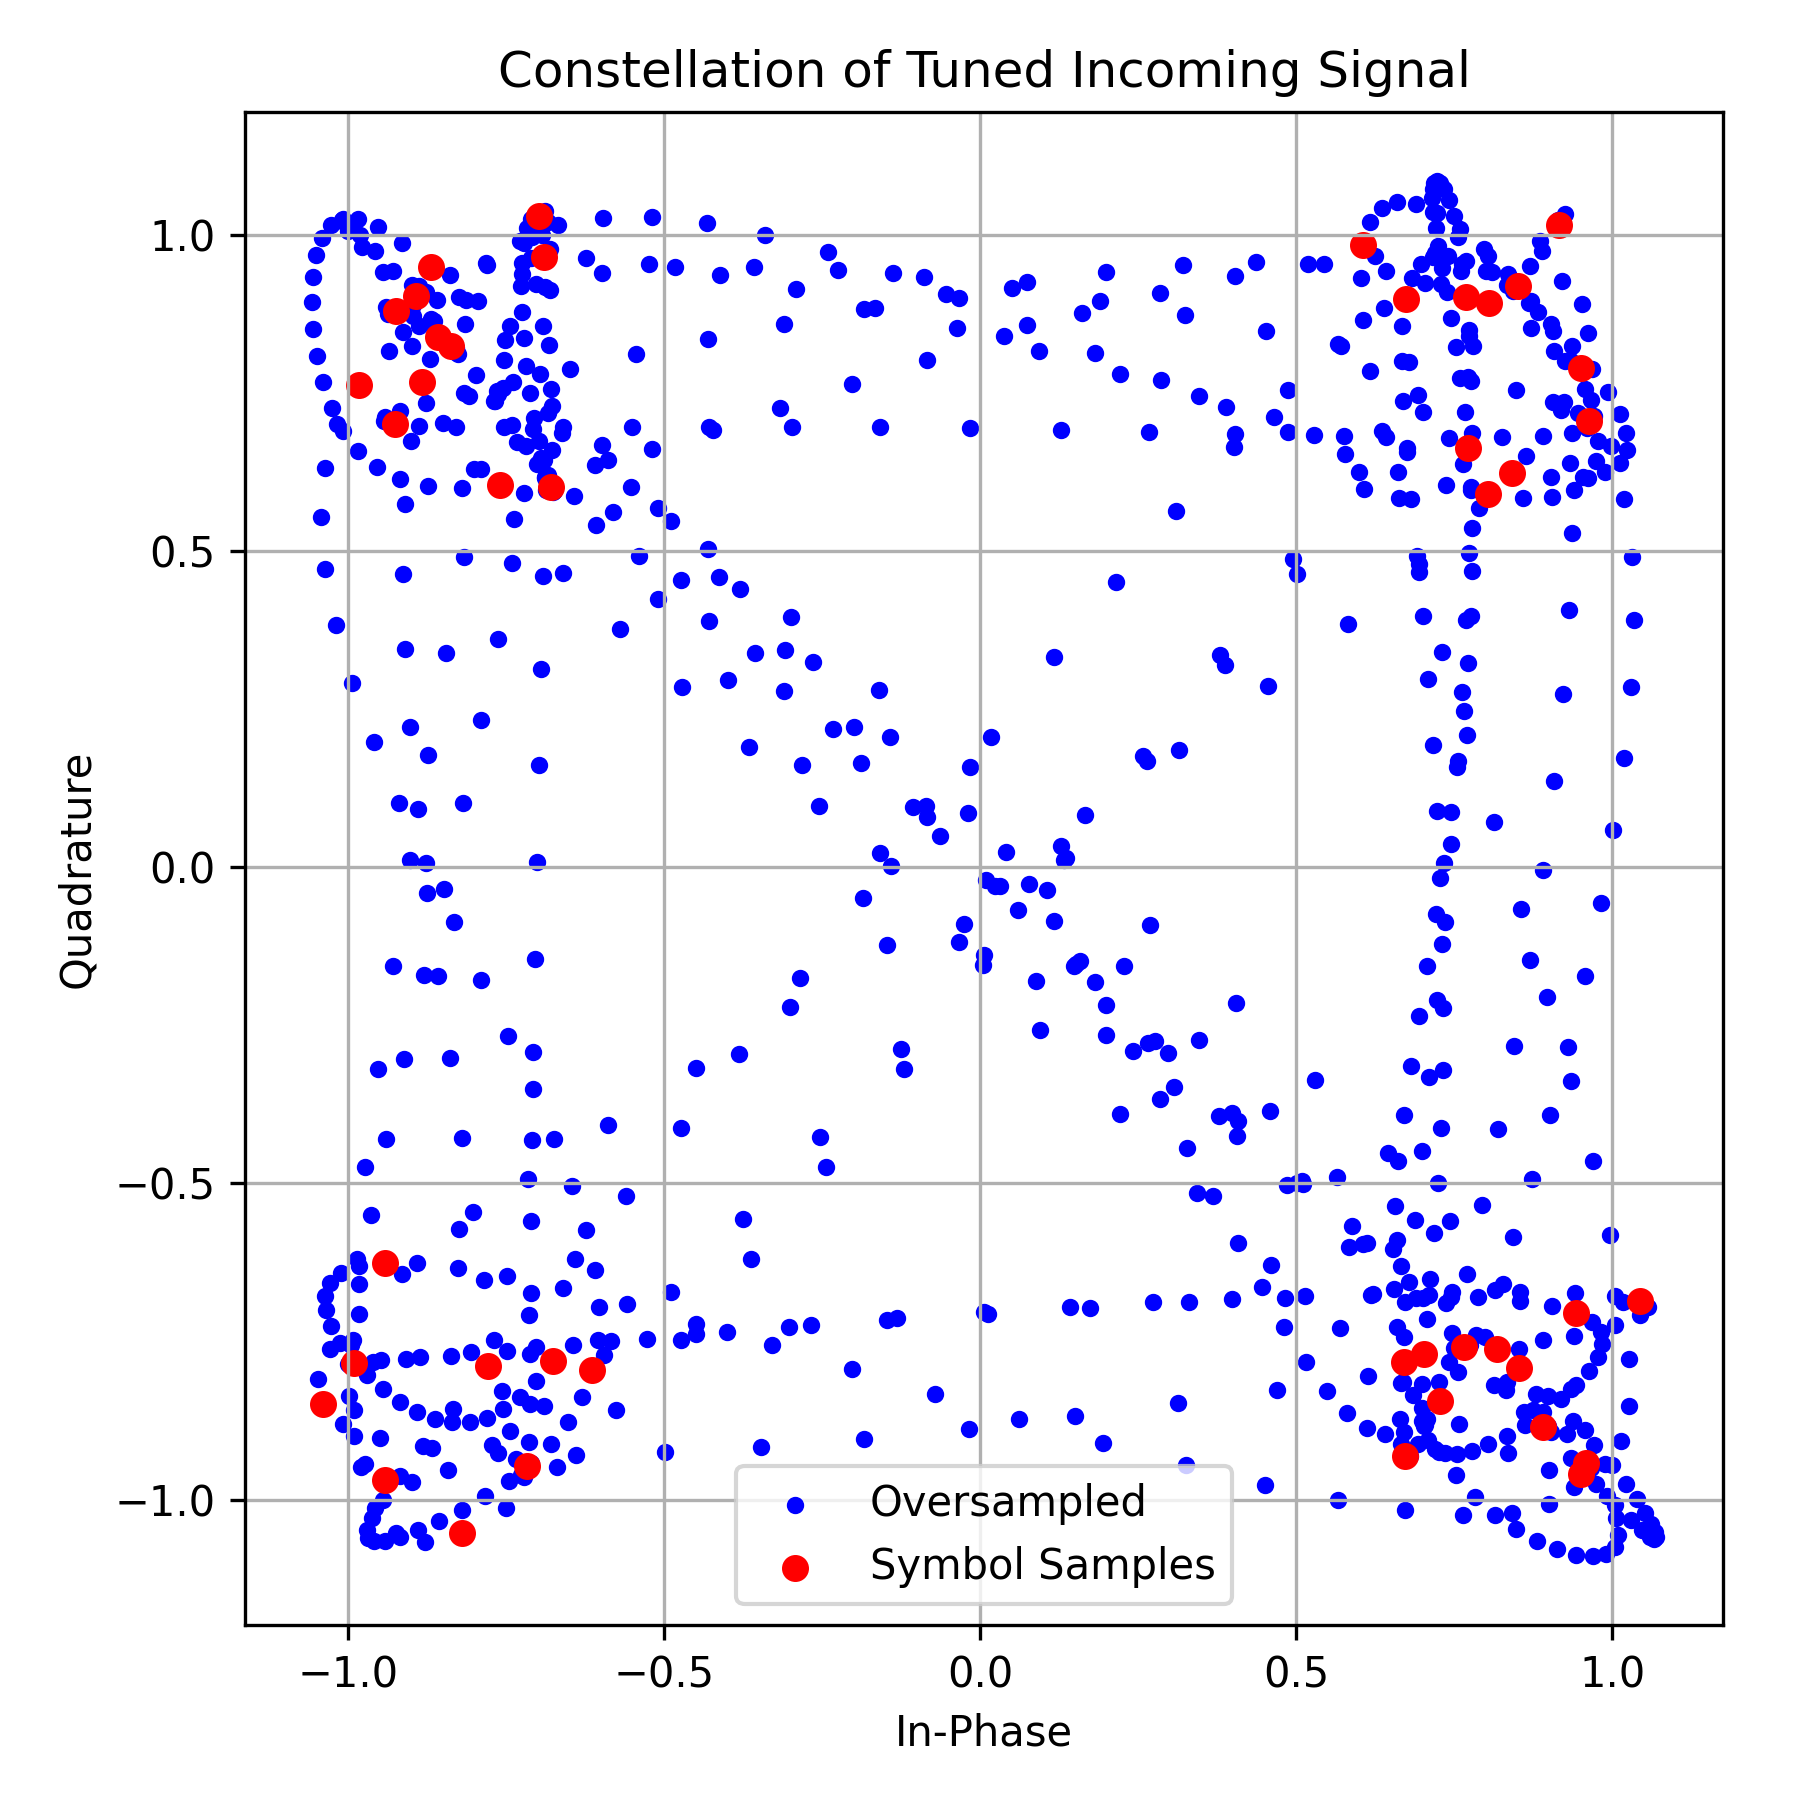 Constellation of Tuned Incoming Signal
Quadrature
1.0
0.5
0.0
−0.5
−1.0
Oversampled
Symbol Samples
−1.0 −0.5 0.0 0.5 1.0
In-Phase